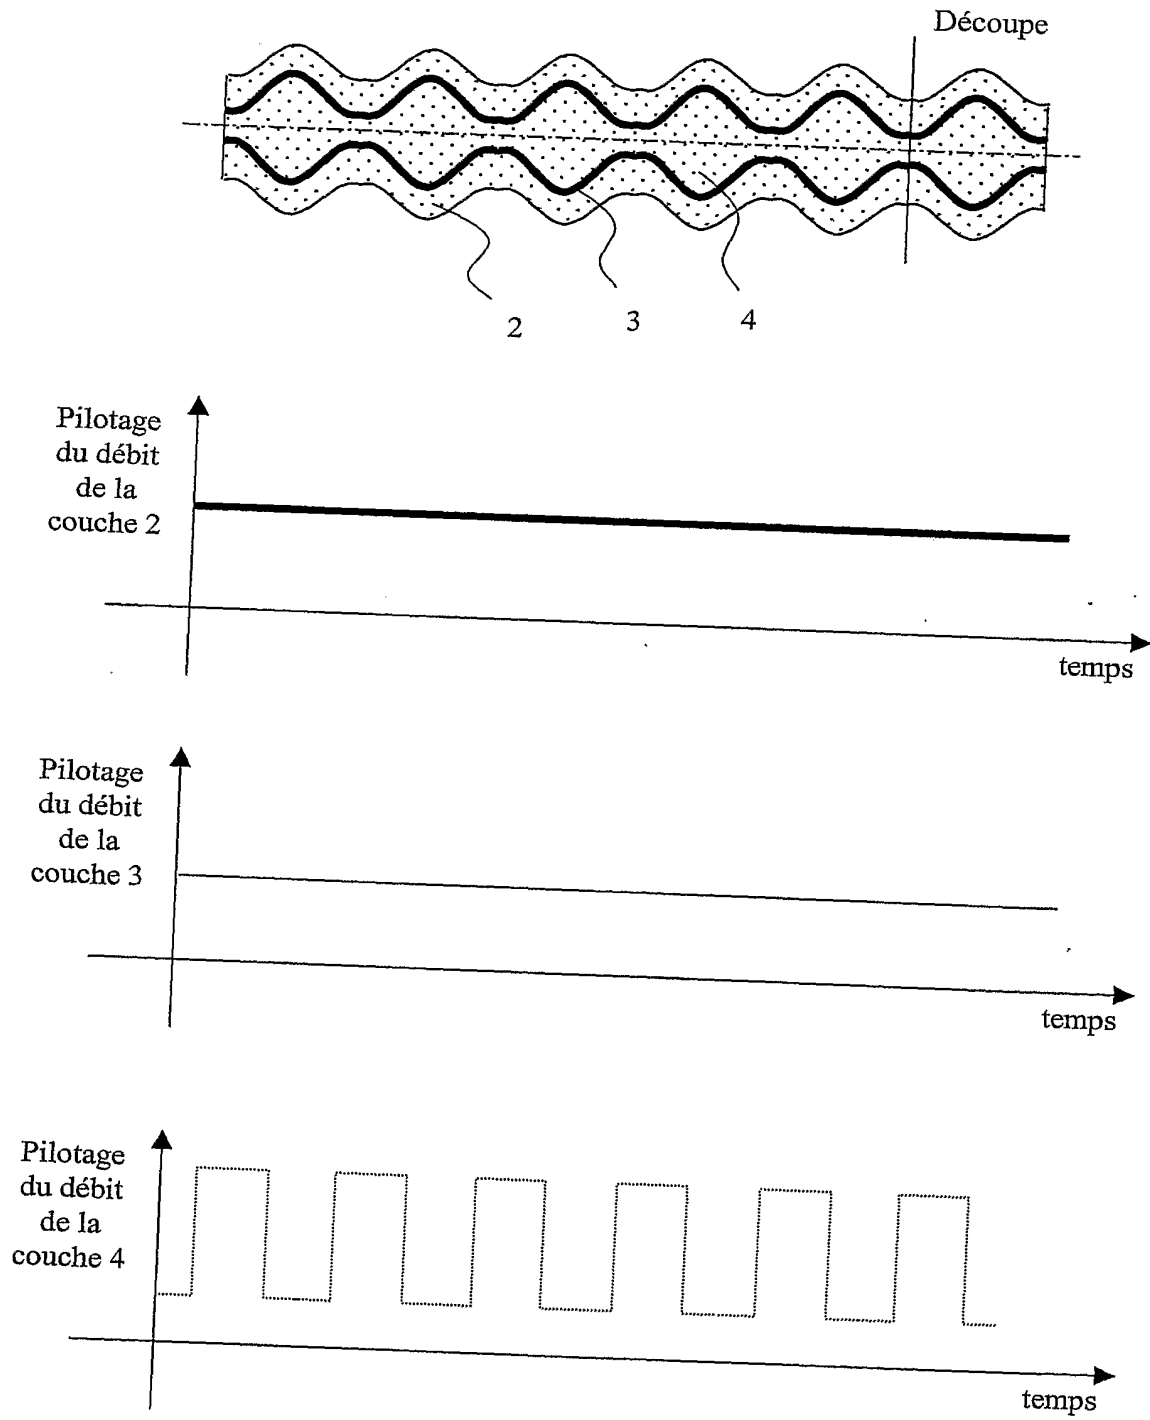 Découpe
2
3
4
Pilotage
du débit
de la
couche 2
temps
Pilotage
du débit
de la
couche 3
temps
Pilotage
du débit
de la
couche 4
temps